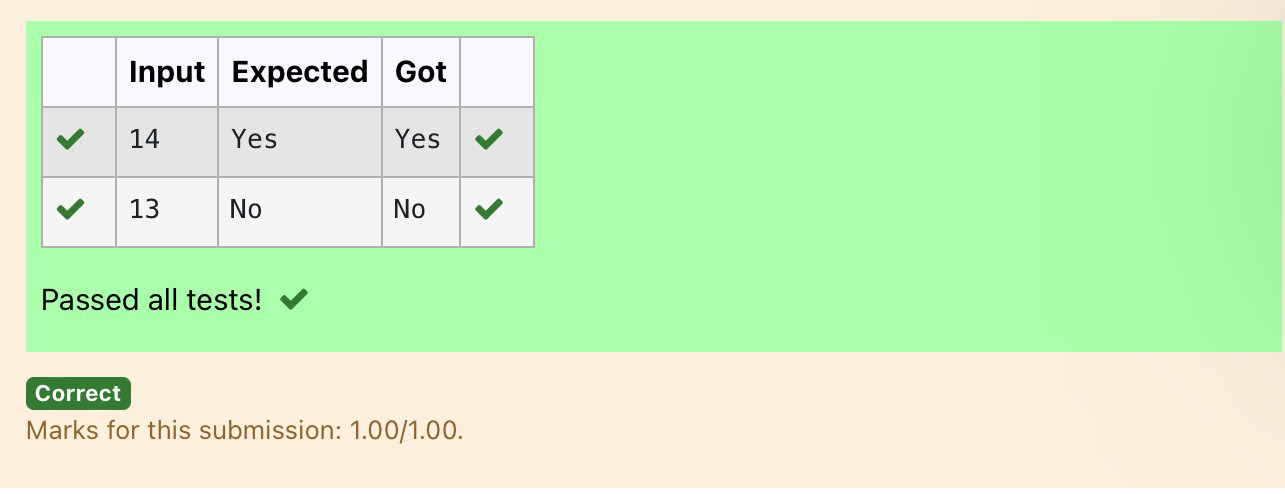 Input Expected Got
14 Yes Yes
13 No No
Passed all tests!
Correct
Marks for this submission: 1.00/1.00.